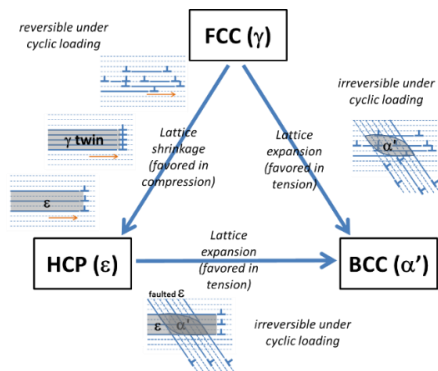 reversible under
cyclic loading
FCC (γ)
irreversible under
cyclic loading
γ twin
α'
Lattice
shrinkage
(favored in
compression)
Lattice
expansion
(favored in
tension)
ε
HCP (ε)
Lattice
expansion
(favored in
tension)
BCC (α')
faulted ε
ε
α'
irreversible under
cyclic loading